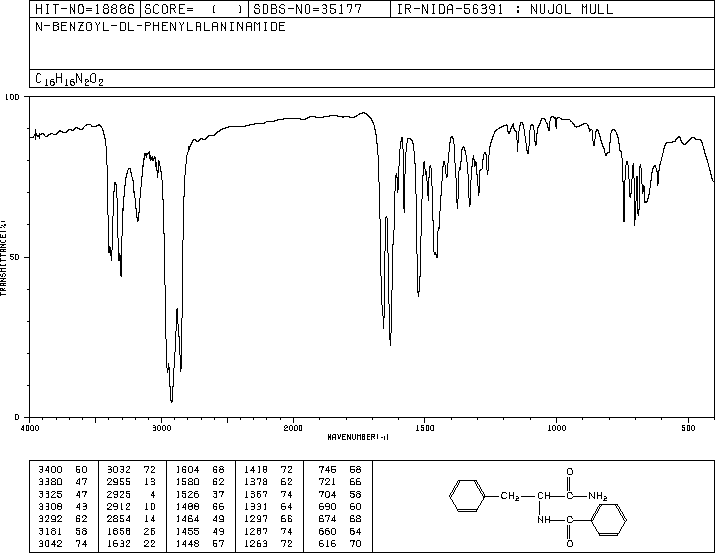 HIT-NO=18886 SCORE= ( ) SDBS-NO=35177 IR-NIDA-56391 : NUJOL MULL
N-BENZOYL-DL-PHENYLALANINAMIDE
C16H16N2O2
100
50
0
TRANSMITTANCE(%)
4000 3000 2000 1500 1000 500
WAVENUMBER(-1)
3400 50 3032 72 1604 68 1418 72 745 58
3380 47 2955 13 1580 62 1378 62 721 66
3325 47 2925 4 1526 37 1367 74 704 58
3308 43 2912 10 1488 66 1331 64 690 60
3292 62 2854 14 1464 49 1297 66 674 68
3181 58 1658 26 1455 49 1287 74 660 64
3042 74 1632 22 1448 57 1263 72 616 70
O
CH2 CH C NH2
NH C
O